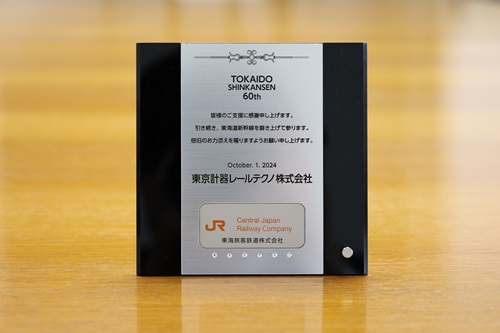 TOKAIDO
SHINKANSEN
60th
皆様のご支援に感謝申し上げます。
引き続き、東海道新幹線を磨き上げて参ります。
倍旧のお力添えを賜りますようお願い申し上げます。
October. 1. 2024
東京計器レールテクノ株式会社
JR Central Japan
Railway Company
東海旅客鉄道株式会社